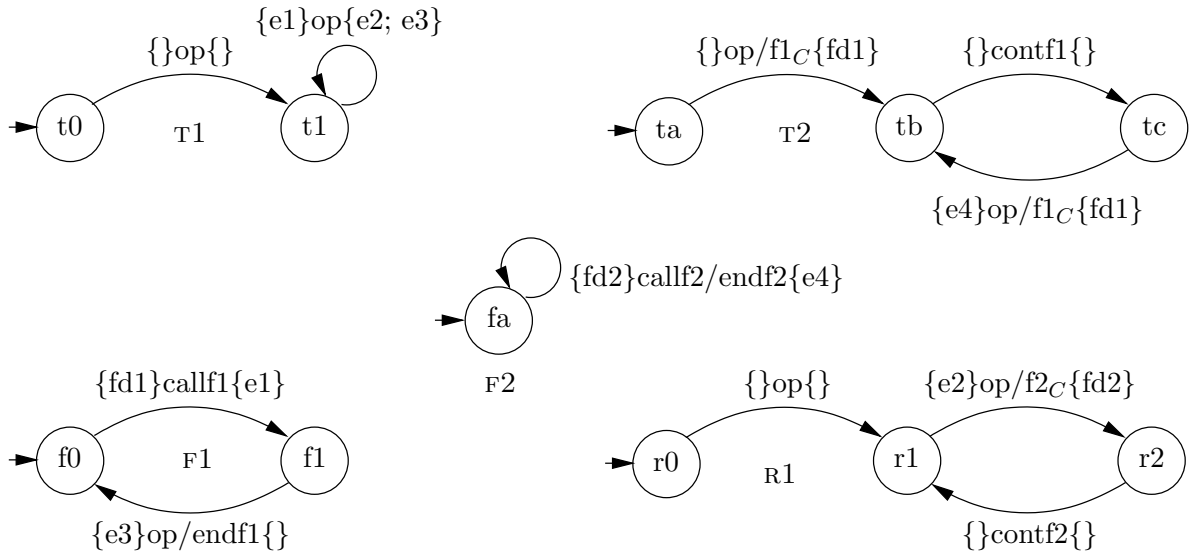 {e1}op{e2; e3}
{}op{}
t0
T1
t1
{}op/f1C{fd1}
{}contf1{}
ta
T2
tb
tc
{e4}op/f1C{fd1}
{fd2}callf2/endf2{e4}
fa
F2
{fd1}callf1{e1}
f0
F1
f1
{e3}op/endf1{}
{}op{}
{e2}op/f2C{fd2}
r0
R1
r1
r2
{}contf2{}